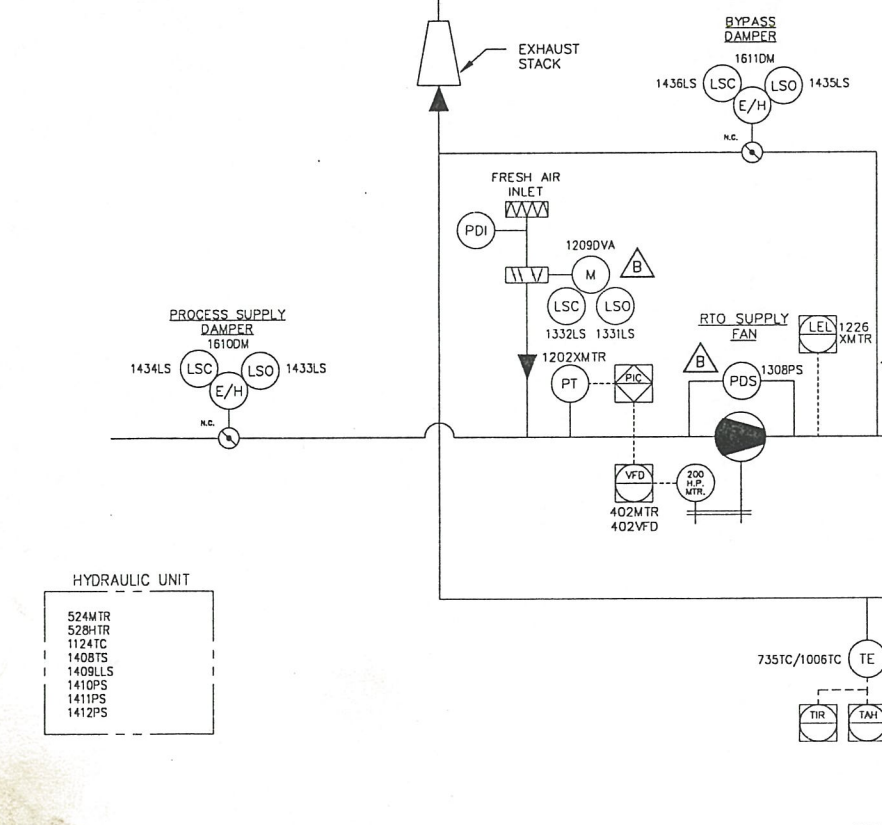 EXHAUST
STACK
BYPASS
DAMPER
1611DM
1436LS
LSC
LSO
1435LS
E/H
N.C.
FRESH AIR
INLET
PDI
1209DVA
M
B
LSC
LSO
1332LS
1331LS
PROCESS SUPPLY
DAMPER
1610DM
1434LS
LSC
LSO
1433LS
E/H
N.C.
1202XMTR
PT
PIC
RTO SUPPLY
FAN
B
PDS
1308PS
LEL
1226
XMTR
VFD
200
H.P.
MTR.
402MTR
402VFD
HYDRAULIC UNIT
524MTR
528HTR
1124TC
1408TS
1409LLS
1410PS
1411PS
1412PS
735TC/1006TC
TE
TIR
TAH